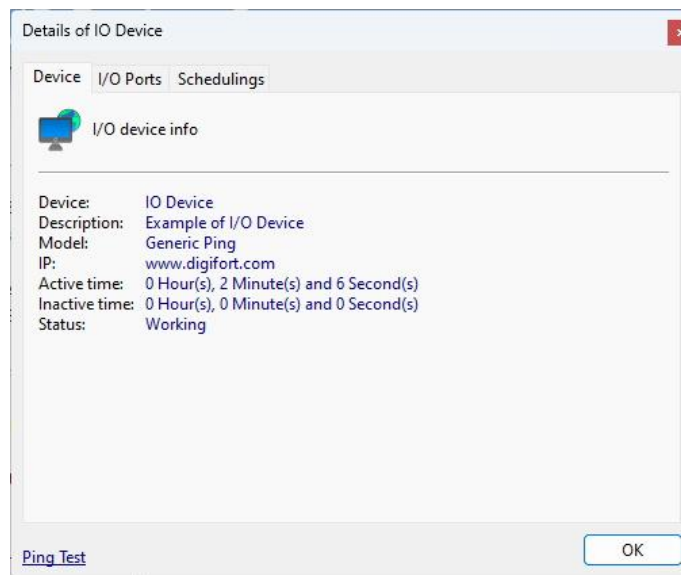 Details of IO Device
Device I/O Ports Schedulings
I/O device info
Device: IO Device
Description: Example of I/O Device
Model: Generic Ping
IP: www.digifort.com
Active time: 0 Hour(s), 2 Minute(s) and 6 Second(s)
Inactive time: 0 Hour(s), 0 Minute(s) and 0 Second(s)
Status: Working
Ping Test
OK